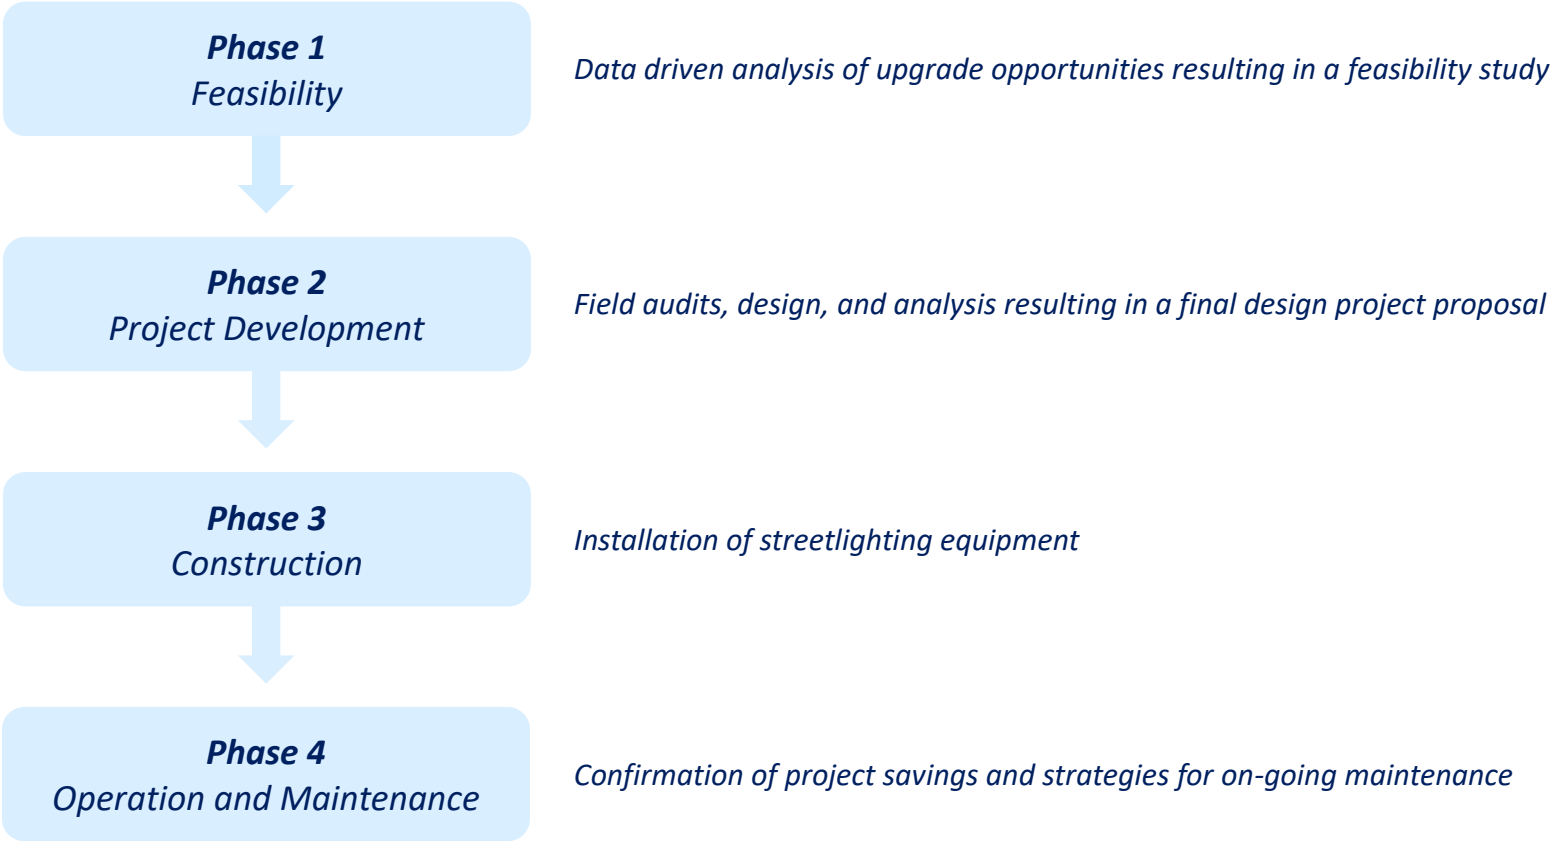 Phase 1
Feasibility
Data driven analysis of upgrade opportunities resulting in a feasibility study
Phase 2
Project Development
Field audits, design, and analysis resulting in a final design project proposal
Phase 3
Construction
Installation of streetlighting equipment
Phase 4
Operation and Maintenance
Confirmation of project savings and strategies for on-going maintenance